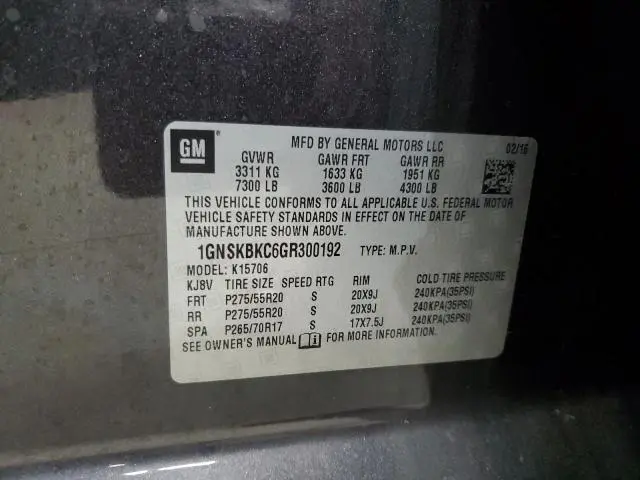 GM ®
MFD BY GENERAL MOTORS LLC 02/16
GVWR GAWR FRT GAWR RR
3311 KG 1633 KG 1951 KG
7300 LB 3600 LB 4300 LB
THIS VEHICLE CONFORMS TO ALL APPLICABLE U.S. FEDERAL MOTOR
VEHICLE SAFETY STANDARDS IN EFFECT ON THE DATE OF
MANUFACTURE SHOWN ABOVE.
1GNSKBKC6GR300192 TYPE: M.P.V.
MODEL: K15706
KJ8V TIRE SIZE SPEED RTG RIM COLD TIRE PRESSURE
FRT P275/55R20 S 20X9J 240KPA(35PSI)
RR P275/55R20 S 20X9J 240KPA(35PSI)
SPA P265/70R17 S 17X7.5J 240KPA(35PSI)
SEE OWNER'S MANUAL i FOR MORE INFORMATION.